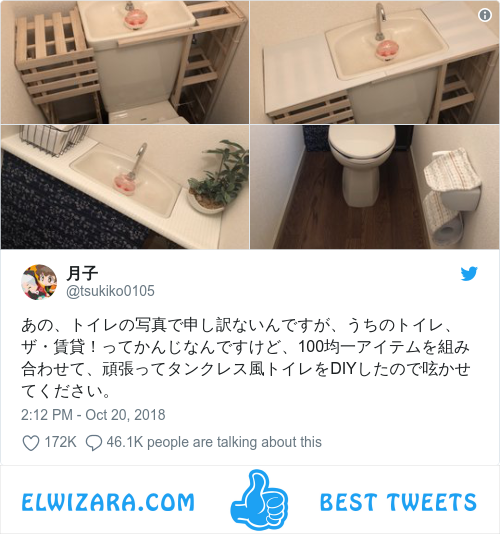 月子
@tsukiko0105
あの、トイレの写真で申し訳ないんですが、うちのトイレ、
ザ・賃貸！ってかんじなんですけど、100均一アイテムを組み
合わせて、頑張ってタンクレス風トイレをDIYしたので呟かせ
てください。
2:12 PM - Oct 20, 2018
172K 46.1K people are talking about this
ELWIZARA.COM BEST TWEETS